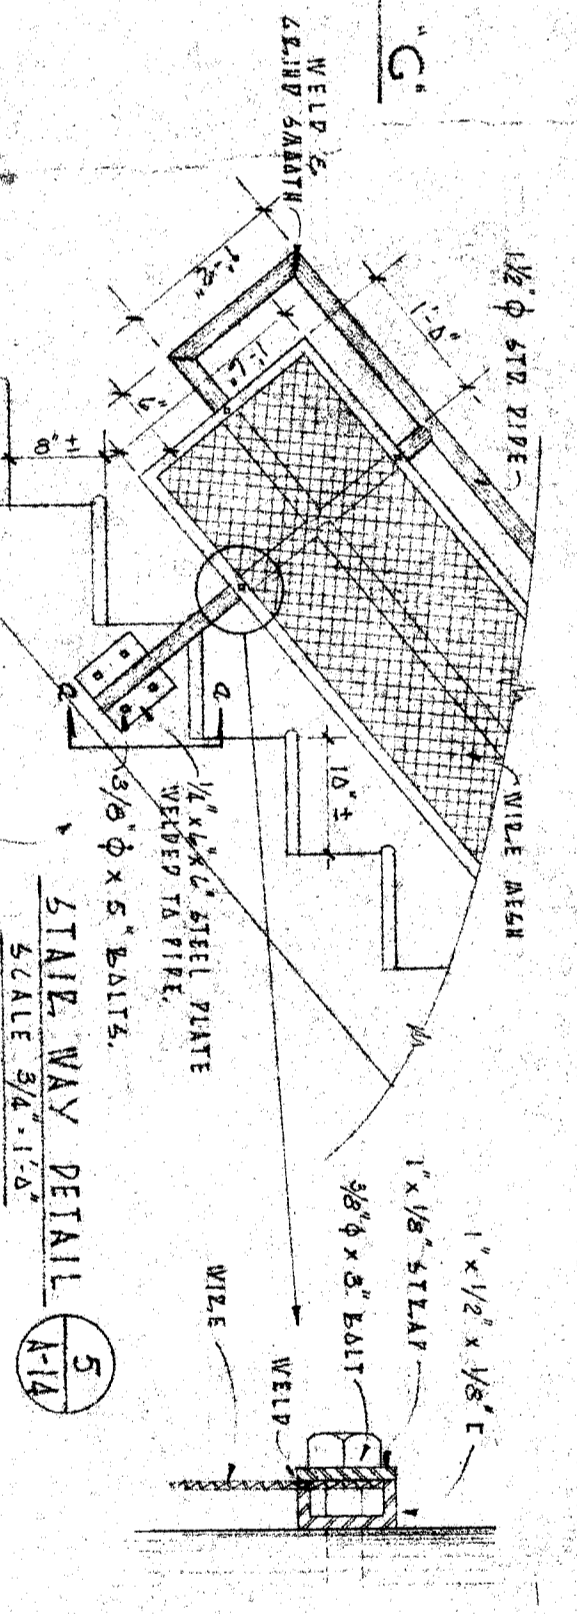 "C"
WELD &
GRIND SMOOTH
1 1/2" ϕ STD. PIPE
1'-0"
1'-6"
6"
8"±
10"±
WIRE MESH
a
a
1/4" x 6" x 6" STEEL PLATE
WELDED TO PIPE.
3/8" ϕ x 5" BOLTS.
STAIR WAY DETAIL
SCALE 3/4" = 1'-0"
5
A-14
1" x 1/2" x 1/8" [
1" x 1/8" STRAP
3/8" ϕ x 3" BOLT
WELD
WIRE